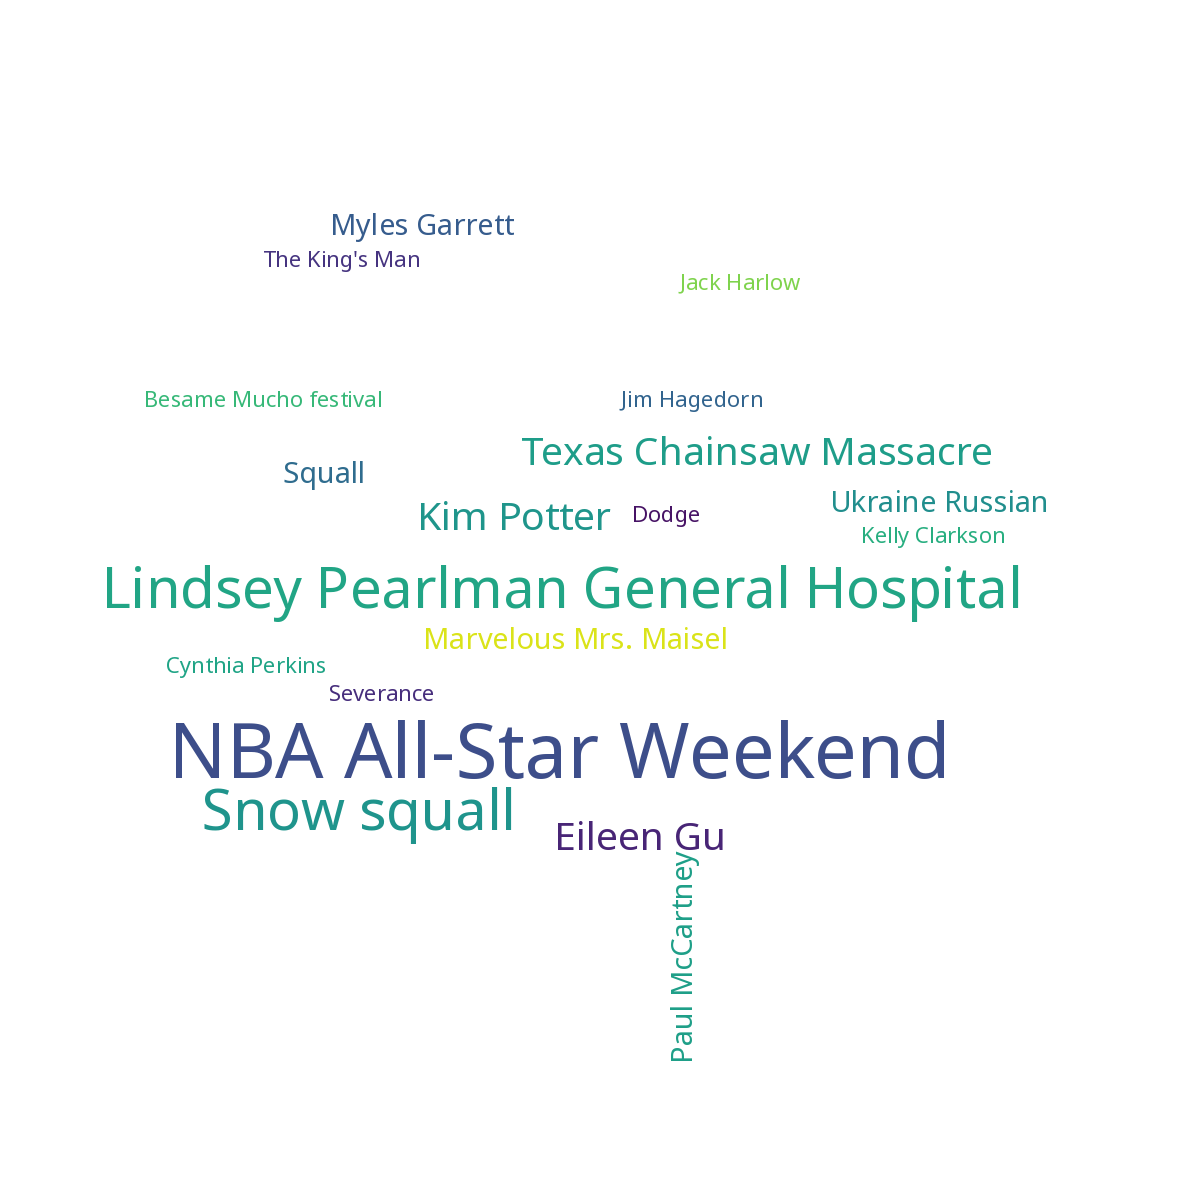 Myles Garrett
The King's Man
Jack Harlow
Besame Mucho festival
Jim Hagedorn
Texas Chainsaw Massacre
Squall
Ukraine Russian
Kim Potter
Dodge
Kelly Clarkson
Lindsey Pearlman General Hospital
Marvelous Mrs. Maisel
Cynthia Perkins
Severance
NBA All-Star Weekend
Snow squall
Eileen Gu
Paul McCartney